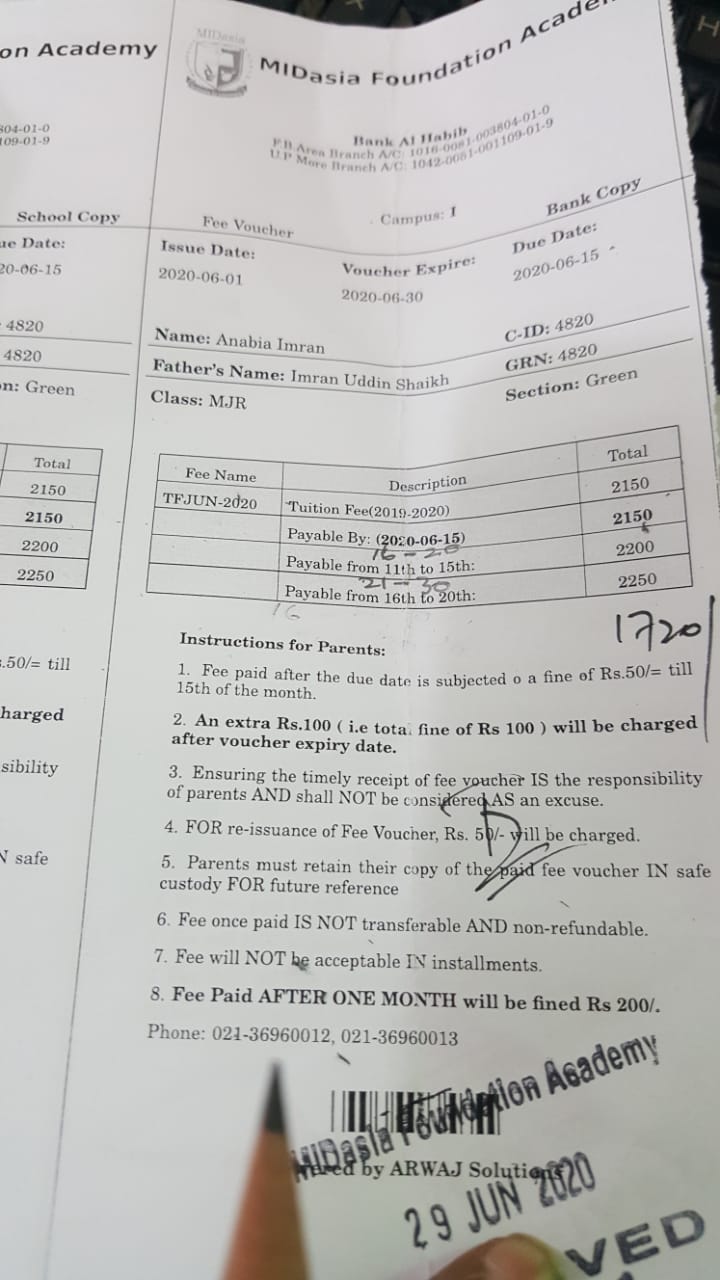 on Academy
304-01-0
109-01-9
School Copy
ue Date:
20-06-15
4820
4820
n: Green
Total
2150
2150
2200
2250
.50/= till
harged
sibility
N safe
MIDasia
MIDasia Foundation Acade
Bank Al Habib
F.B Area Branch A/C: 1016-0081-003804-01-0
U.P More Branch A/C: 1042-0081-001109-01-9
Fee Voucher
Campus: I
Bank Copy
Issue Date:
Voucher Expire:
Due Date:
2020-06-01
2020-06-30
2020-06-15
Name: Anabia Imran
C-ID: 4820
Father's Name: Imran Uddin Shaikh
GRN: 4820
Class: MJR
Section: Green
Fee Name Description Total
TFJUN-2020 Tuition Fee(2019-2020) 2150
Payable By: (2020-06-15) 2150
16-20
Payable from 11th to 15th: 2200
21-30
Payable from 16th to 20th: 2250
16
1720/
Instructions for Parents:
1. Fee paid after the due date is subjected o a fine of Rs.50/= till
15th of the month.
2. An extra Rs.100 ( i.e tota. fine of Rs 100 ) will be charged
after voucher expiry date.
3. Ensuring the timely receipt of fee voucher IS the responsibility
of parents AND shall NOT be considered AS an excuse.
4. FOR re-issuance of Fee Voucher, Rs. 50/- will be charged.
5. Parents must retain their copy of the paid fee voucher IN safe
custody FOR future reference
6. Fee once paid IS NOT transferable AND non-refundable.
7. Fee will NOT be acceptable IN installments.
8. Fee Paid AFTER ONE MONTH will be fined Rs 200/.
Phone: 021-36960012, 021-36960013
MIDasia Foundation Academy
ered by ARWAJ Solutions
29 JUN 2020
VED